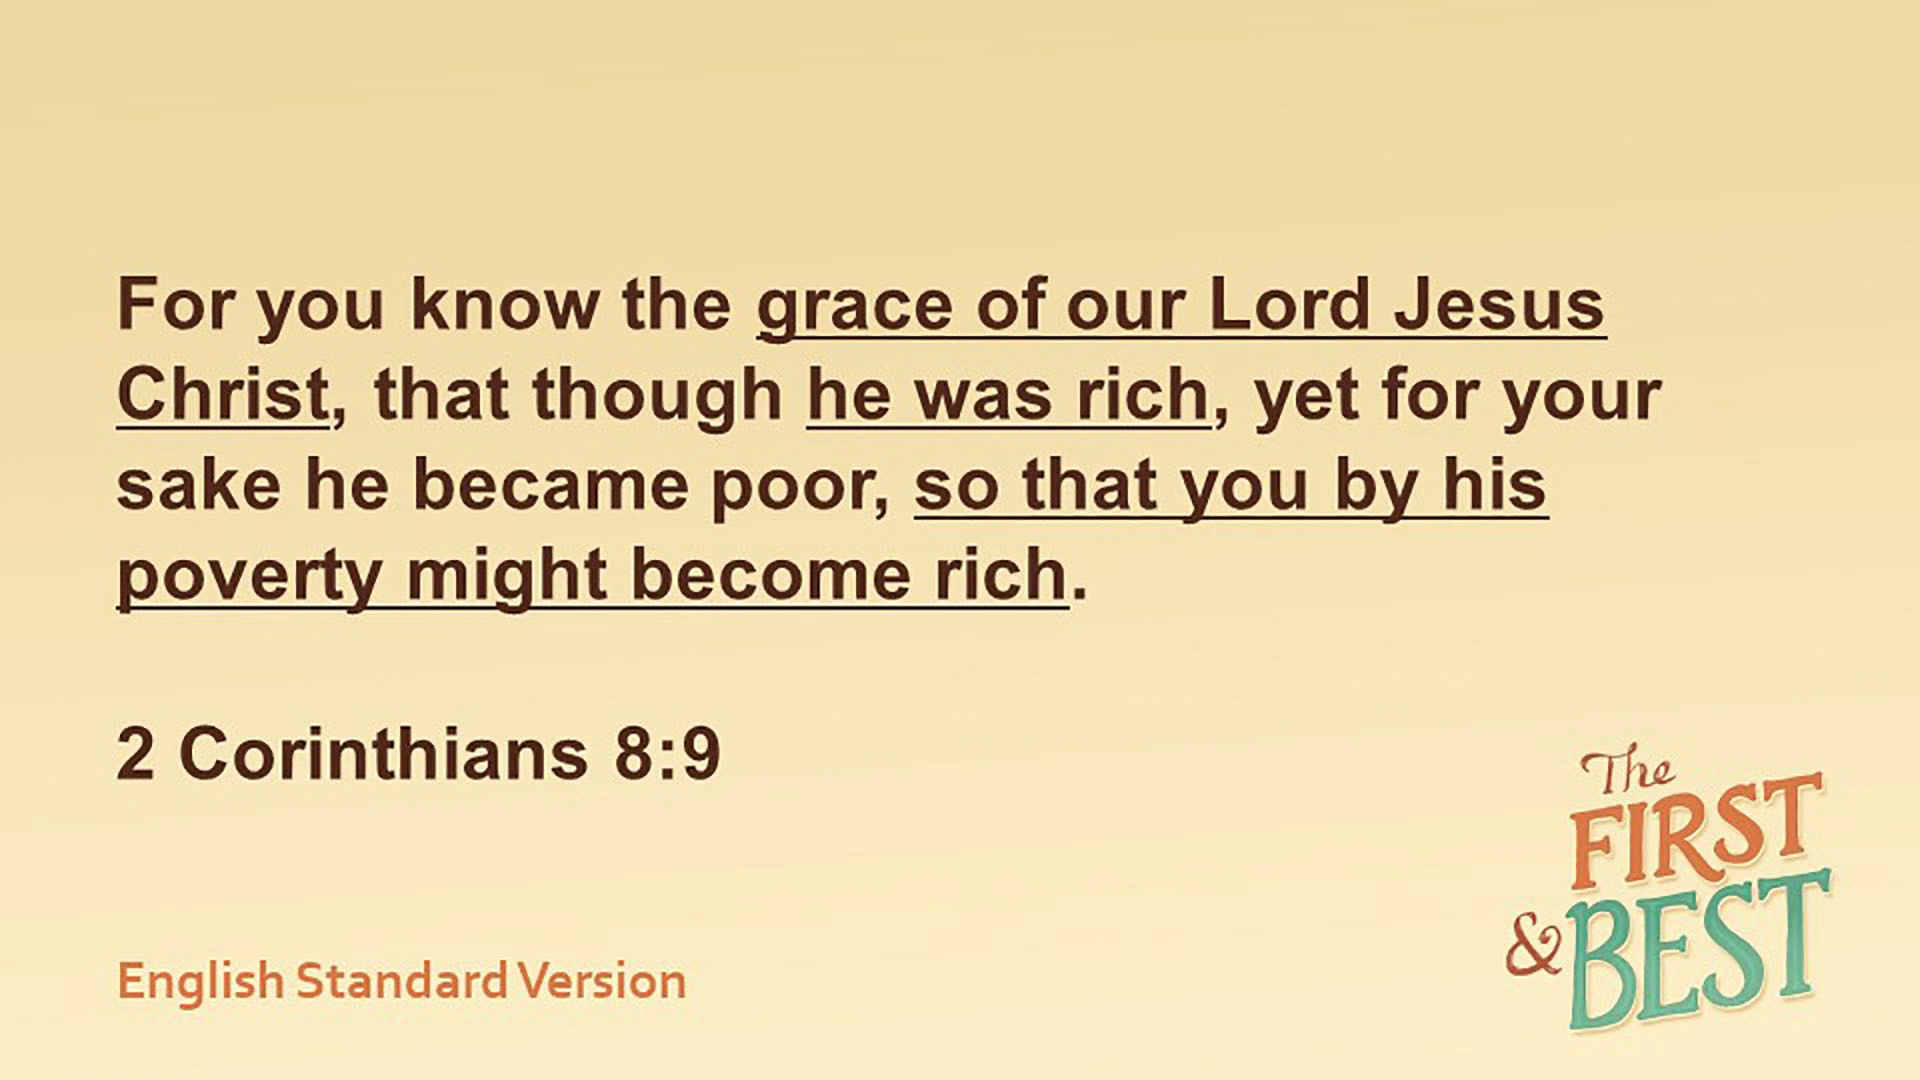 For you know the grace of our Lord Jesus
Christ, that though he was rich, yet for your
sake he became poor, so that you by his
poverty might become rich.
2 Corinthians 8:9
English Standard Version
The
FIRST
& BEST